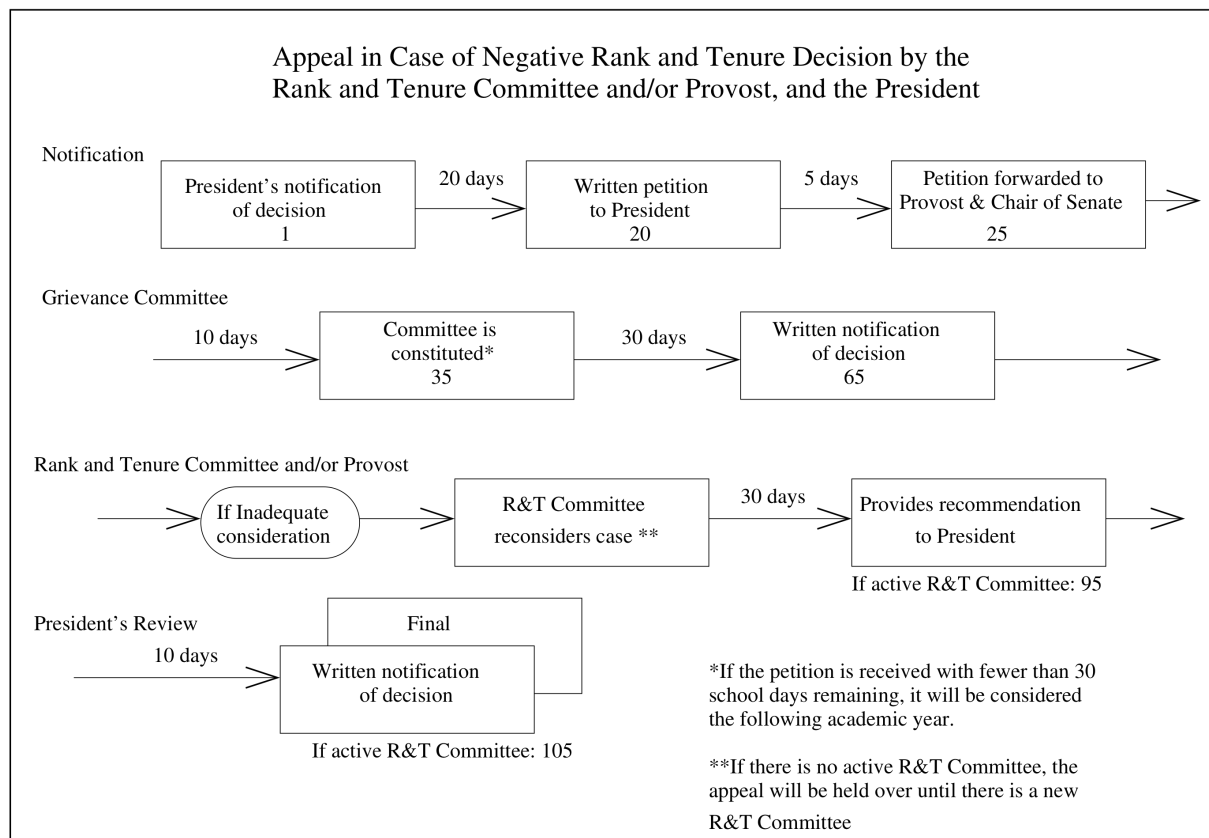 Appeal in Case of Negative Rank and Tenure Decision by the
Rank and Tenure Committee and/or Provost, and the President
Notification
President's notification
of decision
1
20 days
Written petition
to President
20
5 days
Petition forwarded to
Provost & Chair of Senate
25
Grievance Committee
10 days
Committee is
constituted*
35
30 days
Written notification
of decision
65
Rank and Tenure Committee and/or Provost
If Inadequate
consideration
R&T Committee
reconsiders case **
30 days
Provides recommendation
to President
If active R&T Committee: 95
President's Review
10 days
Final
Written notification
of decision
If active R&T Committee: 105
*If the petition is received with fewer than 30
school days remaining, it will be considered
the following academic year.
**If there is no active R&T Committee, the
appeal will be held over until there is a new
R&T Committee